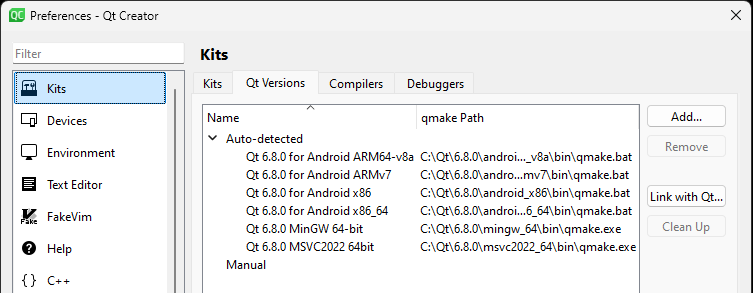 Preferences - Qt Creator
Filter
Kits
Devices
Environment
Text Editor
FakeVim
Help
C++
Kits
Kits Qt Versions Compilers Debuggers
Name qmake Path
Auto-detected
Qt 6.8.0 for Android ARM64-v8a C:\Qt\6.8.0\androi..._v8a\bin\qmake.bat
Qt 6.8.0 for Android ARMv7 C:\Qt\6.8.0\andro...mv7\bin\qmake.bat
Qt 6.8.0 for Android x86 C:\Qt\6.8.0\android_x86\bin\qmake.bat
Qt 6.8.0 for Android x86_64 C:\Qt\6.8.0\androi...6_64\bin\qmake.bat
Qt 6.8.0 MinGW 64-bit C:\Qt\6.8.0\mingw_64\bin\qmake.exe
Qt 6.8.0 MSVC2022 64bit C:\Qt\6.8.0\msvc2022_64\bin\qmake.exe
Manual
Add...
Remove
Link with Qt...
Clean Up